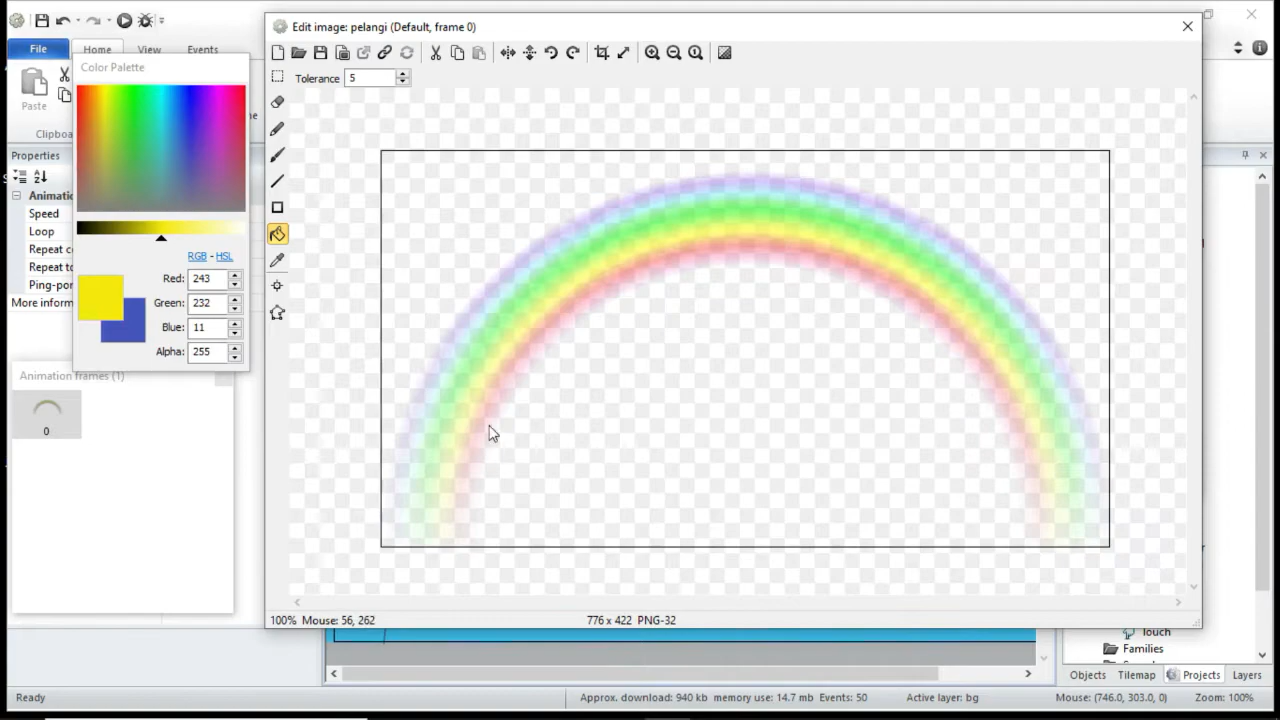 Edit image: pelangi (Default, frame 0)
File
Home
View
Events
Color Palette
Tolerance
5
Paste
Clipboa
Properties
Animatio
Speed
Loop
Repeat co
Repeat to
Ping-por
More inform
RGB - HSL
Red: 243
Green: 232
Blue: 11
Alpha: 255
Animation frames (1)
0
100% Mouse: 56, 262
776 x 422 PNG-32
Touch
Families
Objects
Tilemap
Projects
Layers
Ready
Approx. download: 940 kb memory use: 14.7 mb Events: 50
Active layer: bg
Mouse: (746.0, 303.0, 0)
Zoom: 100%